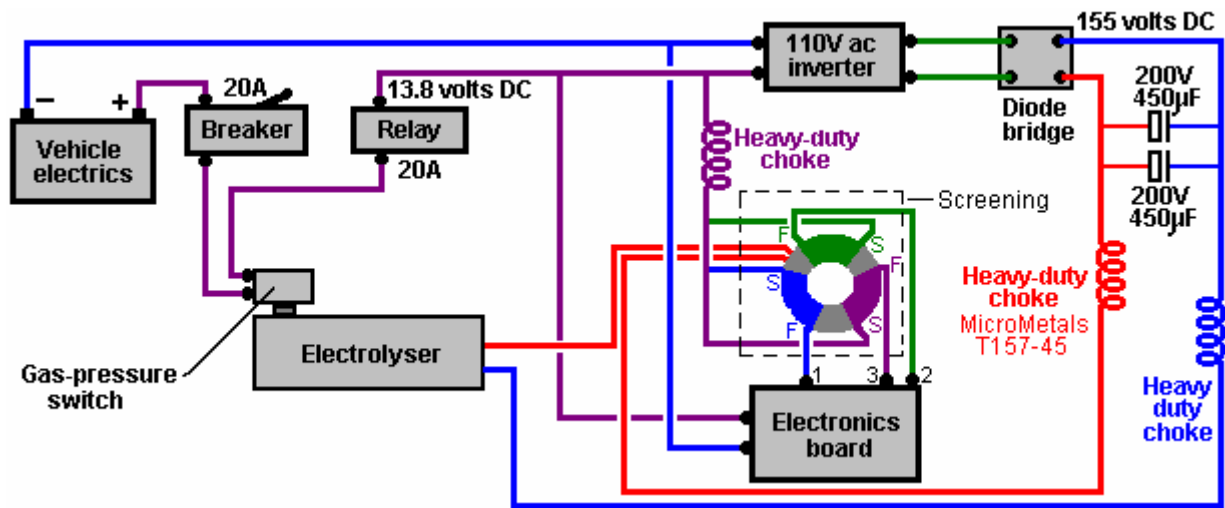 110V ac
inverter
155 volts DC
Diode
bridge
200V
450µF
200V
450µF
–
+
Vehicle
electrics
20A
Breaker
13.8 volts DC
Relay
20A
Heavy-duty
choke
Screening
F
S
F
S
S
F
Heavy-duty
choke
MicroMetals
T157-45
Heavy
duty
choke
Gas-pressure
switch
Electrolyser
1
3
2
Electronics
board